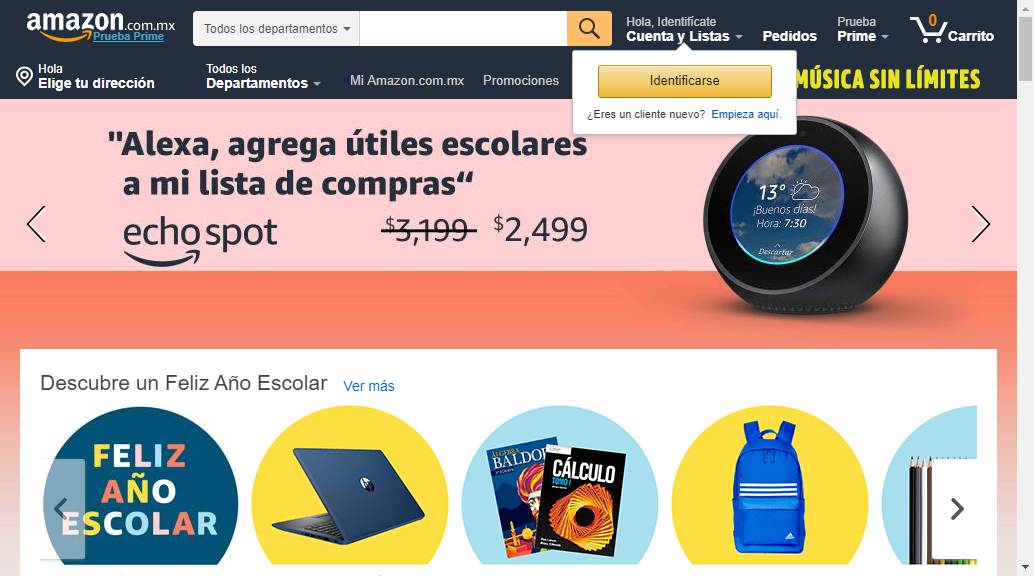 amazon.com.mx
Prueba Prime
Todos los departamentos
Hola, Identifícate
Cuenta y Listas
Pedidos
Prueba
Prime
0
Carrito
Hola
Elige tu dirección
Todos los
Departamentos
Mi Amazon.com.mx
Promociones
MÚSICA SIN LÍMITES
Identificarse
¿Eres un cliente nuevo? Empieza aquí.
"Alexa, agrega útiles escolares
a mi lista de compras“
echo spot
$3,199 $2,499
13°
¡Buenos días!
Hora: 7:30
Descartar
Descubre un Feliz Año Escolar Ver más
FELIZ
AÑO
ESCOLAR
hp
ÁLGEBRA
BALDOR
CÁLCULO
TOMO I
adidas